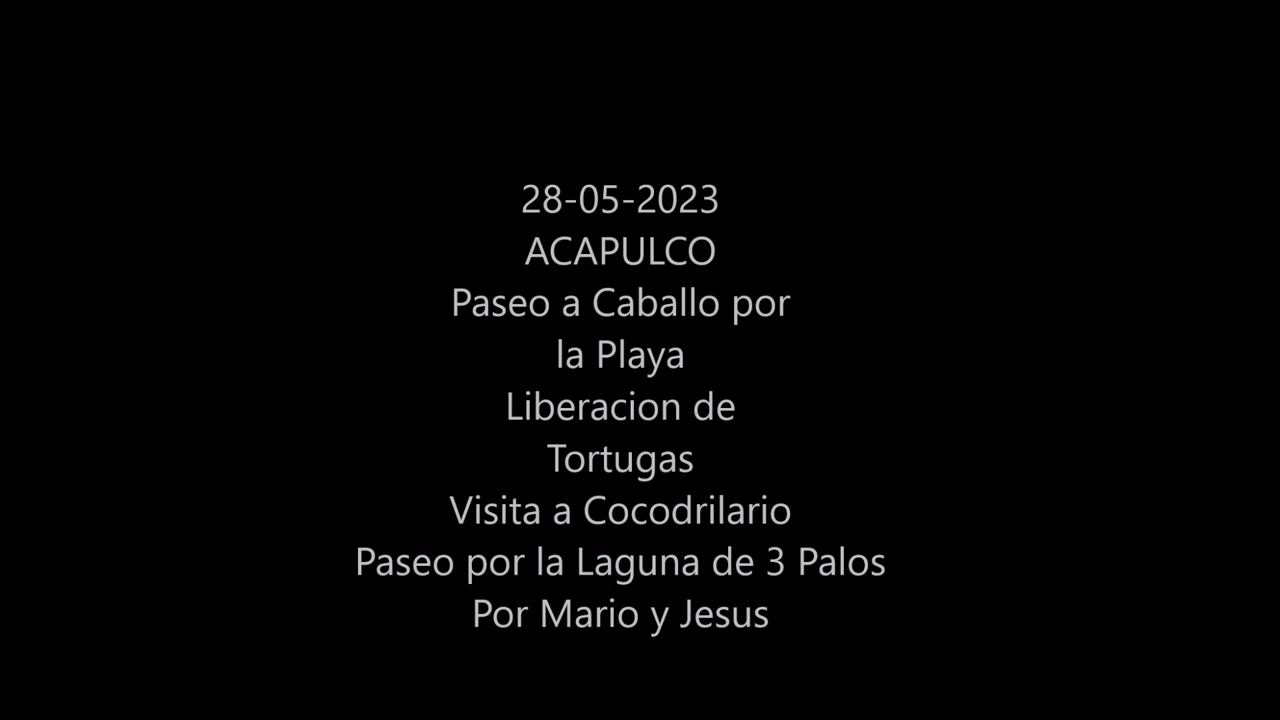 28-05-2023
ACAPULCO
Paseo a Caballo por
la Playa
Liberacion de
Tortugas
Visita a Cocodrilario
Paseo por la Laguna de 3 Palos
Por Mario y Jesus